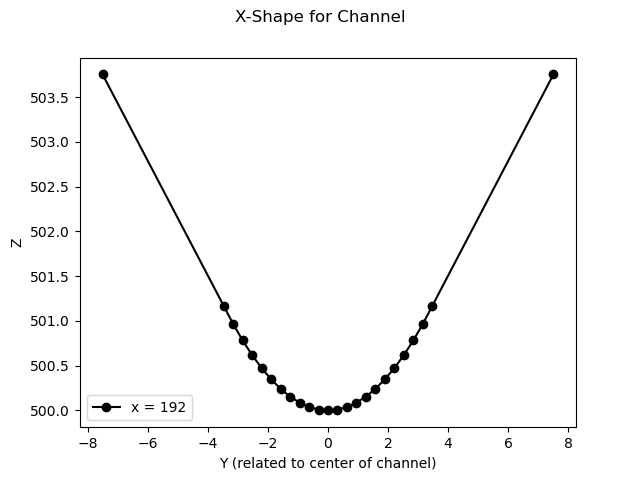 X-Shape for Channel
503.5
503.0
502.5
502.0
501.5
501.0
500.5
500.0
Z
x = 192
−8 −6 −4 −2 0 2 4 6 8
Y (related to center of channel)